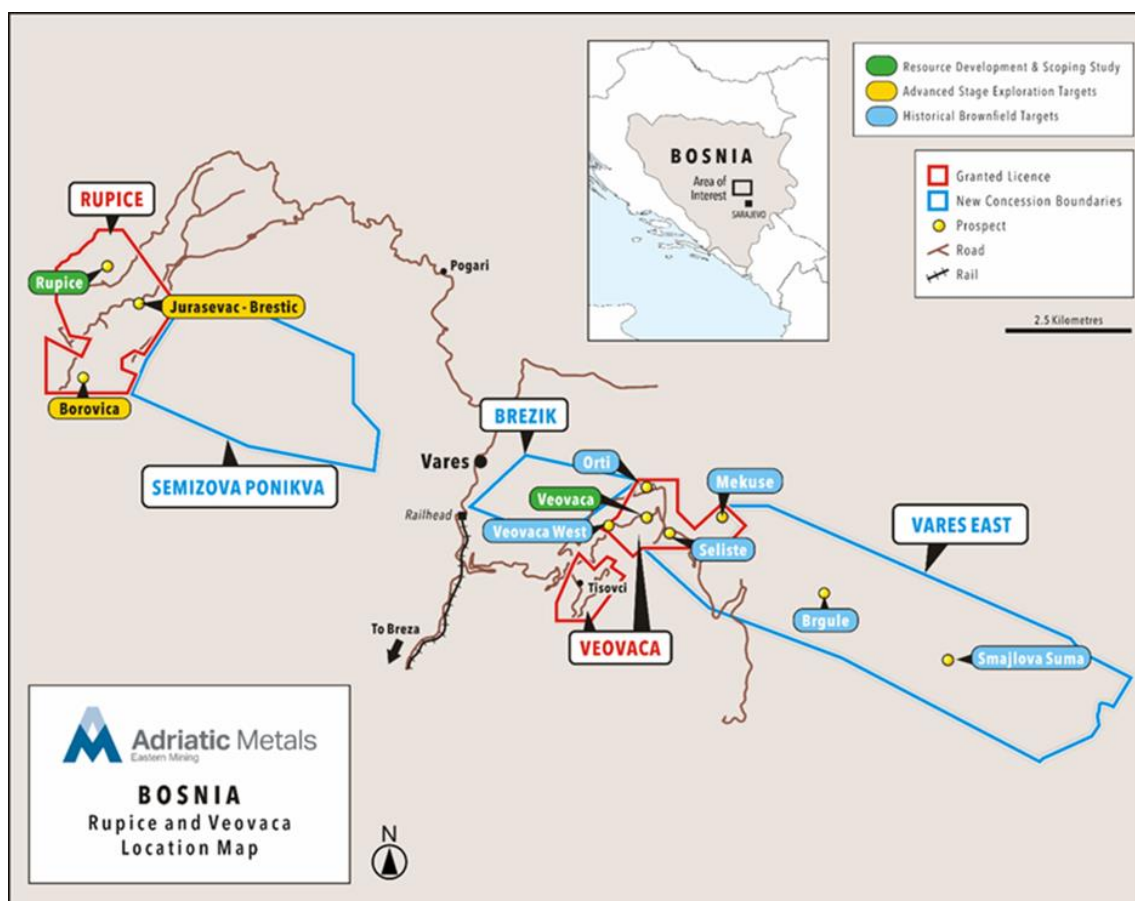 Resource Development & Scoping Study
Advanced Stage Exploration Targets
Historical Brownfield Targets
BOSNIA
Area of
Interest
SARAJEVO
Granted Licence
New Concession Boundaries
Prospect
Road
Rail
2.5 Kilometres
RUPICE
Rupice
Pogari
Jurasevac - Brestic
Borovica
SEMIZOVA PONIKVA
BREZIK
Vares
Orti
Mekuse
Veovaca
Railhead
Veovaca West
VARES EAST
Seliste
Tisovci
Brgule
To Breza
VEOVACA
Smajlova Suma
Adriatic Metals
Eastern Mining
BOSNIA
Rupice and Veovaca
Location Map
N